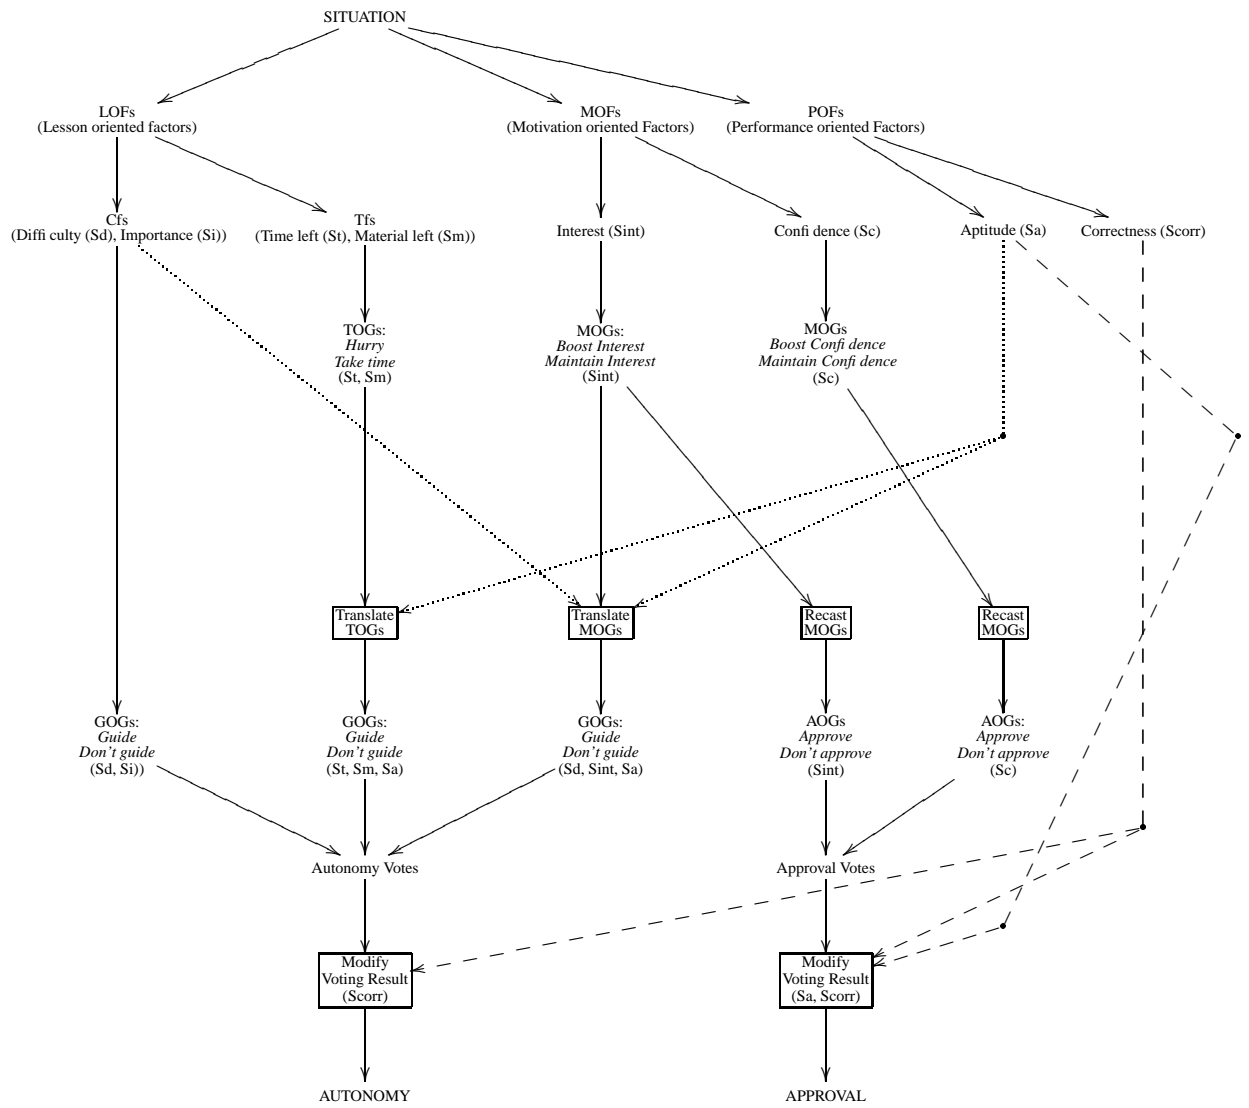 SITUATION
LOFs
(Lesson oriented factors)
MOFs
(Motivation oriented Factors)
POFs
(Performance oriented Factors)
Cfs
(Diffi culty (Sd), Importance (Si))
Tfs
(Time left (St), Material left (Sm))
Interest (Sint)
Confi dence (Sc)
Aptitude (Sa)
Correctness (Scorr)
TOGs:
Hurry
Take time
(St, Sm)
MOGs:
Boost Interest
Maintain Interest
(Sint)
MOGs
Boost Confi dence
Maintain Confi dence
(Sc)
Translate
TOGs
Translate
MOGs
Recast
MOGs
Recast
MOGs
GOGs:
Guide
Don't guide
(Sd, Si))
GOGs:
Guide
Don't guide
(St, Sm, Sa)
GOGs:
Guide
Don't guide
(Sd, Sint, Sa)
AOGs
Approve
Don't approve
(Sint)
AOGs:
Approve
Don't approve
(Sc)
Autonomy Votes
Approval Votes
Modify
Voting Result
(Scorr)
Modify
Voting Result
(Sa, Scorr)
AUTONOMY
APPROVAL